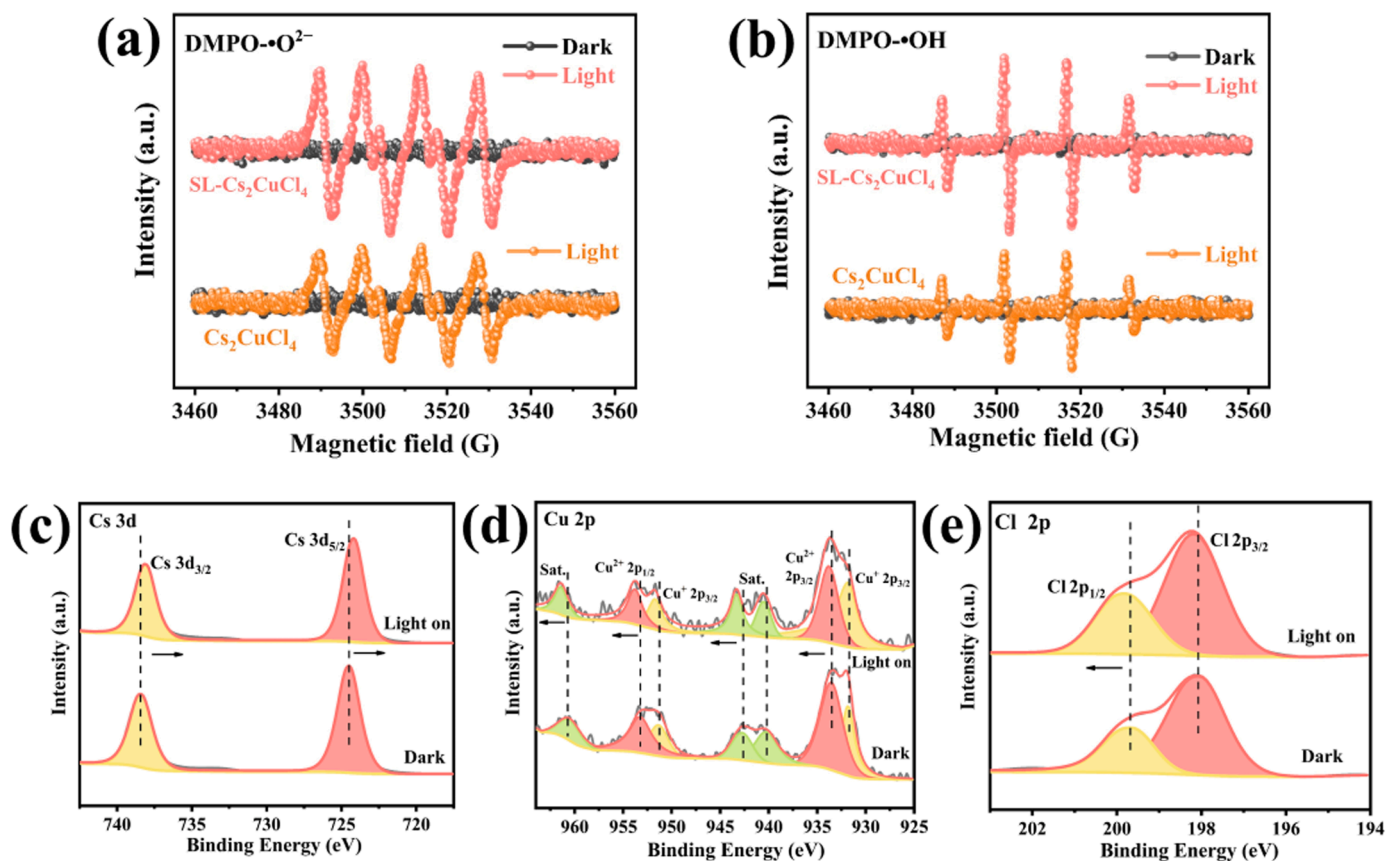 (a)
DMPO-•O²⁻
Dark
Light
SL-Cs₂CuCl₄
Light
Cs₂CuCl₄
Intensity (a.u.)
3460 3480 3500 3520 3540 3560
Magnetic field (G)
(b)
DMPO-•OH
Dark
Light
SL-Cs₂CuCl₄
Light
Cs₂CuCl₄
Intensity (a.u.)
3460 3480 3500 3520 3540 3560
Magnetic field (G)
(c)
Cs 3d
Cs 3d₅/₂
Cs 3d₃/₂
Light on
Dark
Intensity (a.u.)
740 735 730 725 720
Binding Energy (eV)
(d)
Cu 2p
Sat.
Cu²⁺ 2p₁/₂
Cu⁺ 2p₃/₂
Sat.
Cu²⁺
2p₃/₂
Cu⁺ 2p₃/₂
Light on
Dark
Intensity (a.u.)
960 955 950 945 940 935 930 925
Binding Energy (eV)
(e)
Cl 2p
Cl 2p₃/₂
Cl 2p₁/₂
Light on
Dark
Intensity (a.u.)
202 200 198 196 194
Binding Energy (eV)